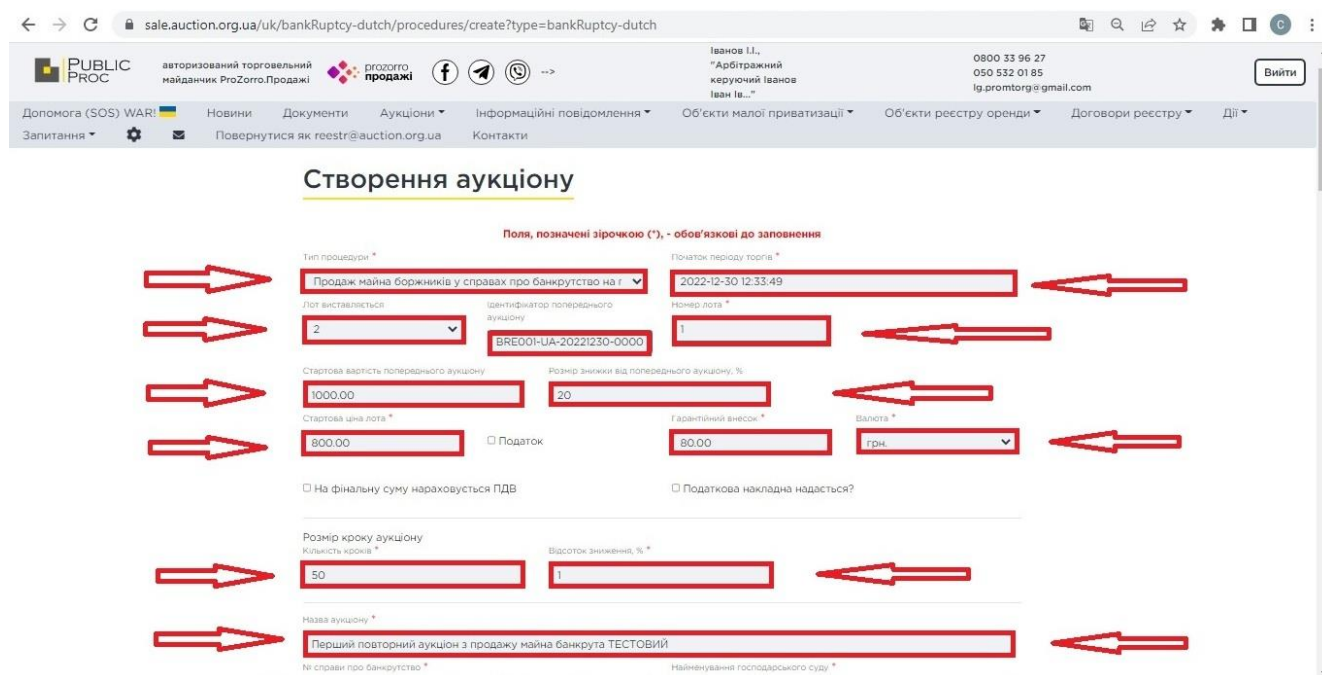 sale.auction.org.ua/uk/bankRuptcy-dutch/procedures/create?type=bankRuptcy-dutch
C
PUBLIC
PROC
авторизований торговельний
майданчик ProZorro.Продажі
prozorro
продажі
-->
Іванов І.І.,
"Арбітражний
керуючий Іванов
Іван Ів..."
0800 33 96 27
050 532 01 85
lg.promtorg@gmail.com
Вийти
Допомога (SOS) WAR! Новини Документи Аукціони Інформаційні повідомлення Об'єкти малої приватизації Об'єкти реєстру оренди Договори реєстру Дії
Запитання Повернутися як reestr@auction.org.ua Контакти
Створення аукціону
Поля, позначені зірочкою (*), - обов'язкові до заповнення
Тип процедури * Початок періоду торгів *
Продаж майна боржників у справах про банкрутство на г 2022-12-30 12:33:49
Лот виставляється Ідентифікатор попереднього аукціону Номер лота *
2 BRE001-UA-20221230-0000 1
Стартова вартість попереднього аукціону Розмір знижки від попереднього аукціону, %
1000.00 20
Стартова ціна лота * Гарантійний внесок * Валюта *
800.00 Податок 80.00 грн.
На фінальну суму нараховується ПДВ Податкова накладна надасться?
Розмір кроку аукціону
Кількість кроків * Відсоток зниження, % *
50 1
Назва аукціону *
Перший повторний аукціон з продажу майна банкрута ТЕСТОВИЙ
№ справи про банкрутство * Найменування господарського суду *